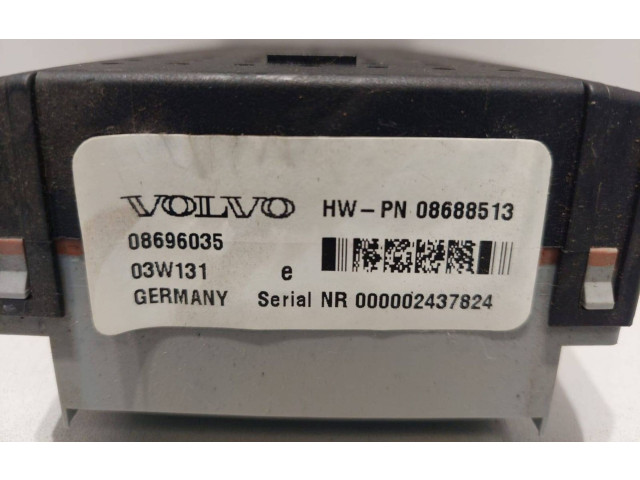 VOLVO HW-PN 08688513
08696035
03W131 e
GERMANY Serial NR 000002437824